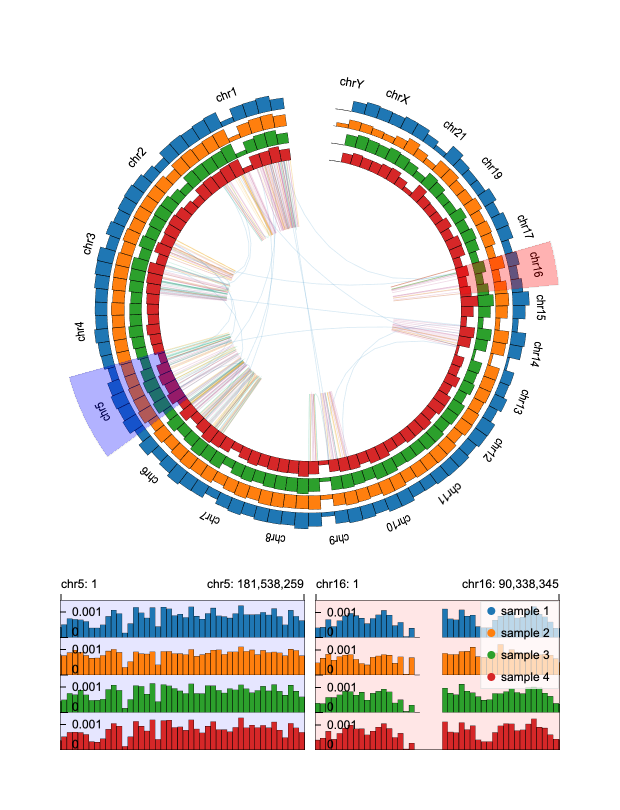 chrY
chrX
chr1
chr21
chr2
chr19
chr17
chr3
chr16
chr15
chr4
chr14
chr5
chr13
chr6
chr12
chr11
chr7
chr10
chr8
chr9
chr5: 1
chr5: 181,538,259
chr16: 1
chr16: 90,338,345
0.001
0
0.001
0
0.001
0
0.001
0
0.001
0
0.001
0
0.001
0
0.001
0
sample 1
sample 2
sample 3
sample 4